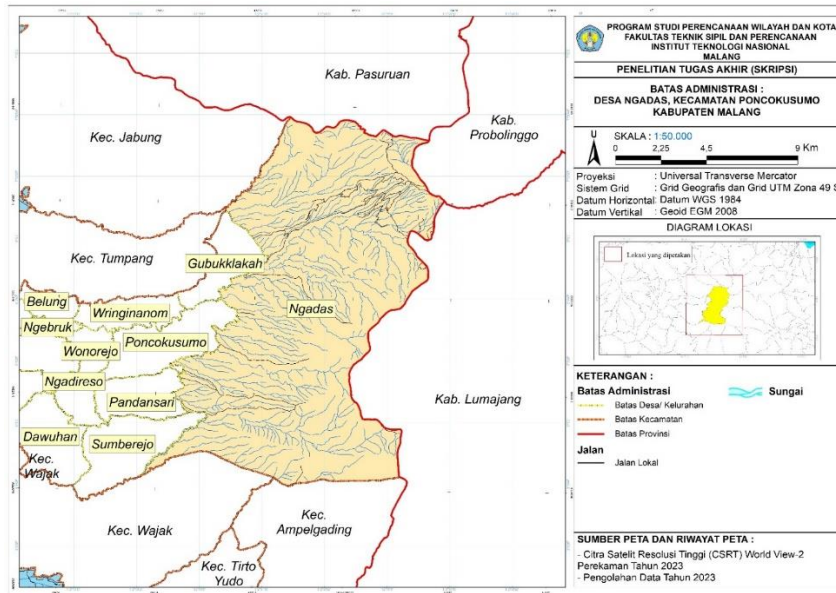 PROGRAM STUDI PERENCANAAN WILAYAH DAN KOTA
FAKULTAS TEKNIK SIPIL DAN PERENCANAAN
INSTITUT TEKNOLOGI NASIONAL
MALANG
PENELITIAN TUGAS AKHIR (SKRIPSI)
BATAS ADMINISTRASI :
DESA NGADAS, KECAMATAN PONCOKUSUMO
KABUPATEN MALANG
U
SKALA : 1:50.000
0 2,25 4,5 9 Km
Proyeksi : Universal Transverse Mercator
Sistem Grid : Grid Geografis dan Grid UTM Zona 49 S
Datum Horizontal : Datum WGS 1984
Datum Vertikal : Geoid EGM 2008
DIAGRAM LOKASI
Lokasi yang dipetakan
KETERANGAN :
Batas Administrasi
Batas Desa/ Kelurahan
Batas Kecamatan
Batas Provinsi
Sungai
Jalan
Jalan Lokal
SUMBER PETA DAN RIWAYAT PETA :
- Citra Satelit Resolusi Tinggi (CSRT) World View-2
Perekaman Tahun 2023
- Pengolahan Data Tahun 2023
Kab. Pasuruan
Kab.
Probolinggo
Kec. Jabung
Kec. Tumpang
Gubukklakah
Belung
Wringinanom
Ngadas
Ngebruk
Poncokusumo
Wonorejo
Ngadireso
Pandansari
Kab. Lumajang
Dawuhan
Sumberejo
Kec.
Wajak
Kec. Wajak
Kec.
Ampelgading
Kec. Tirto
Yudo